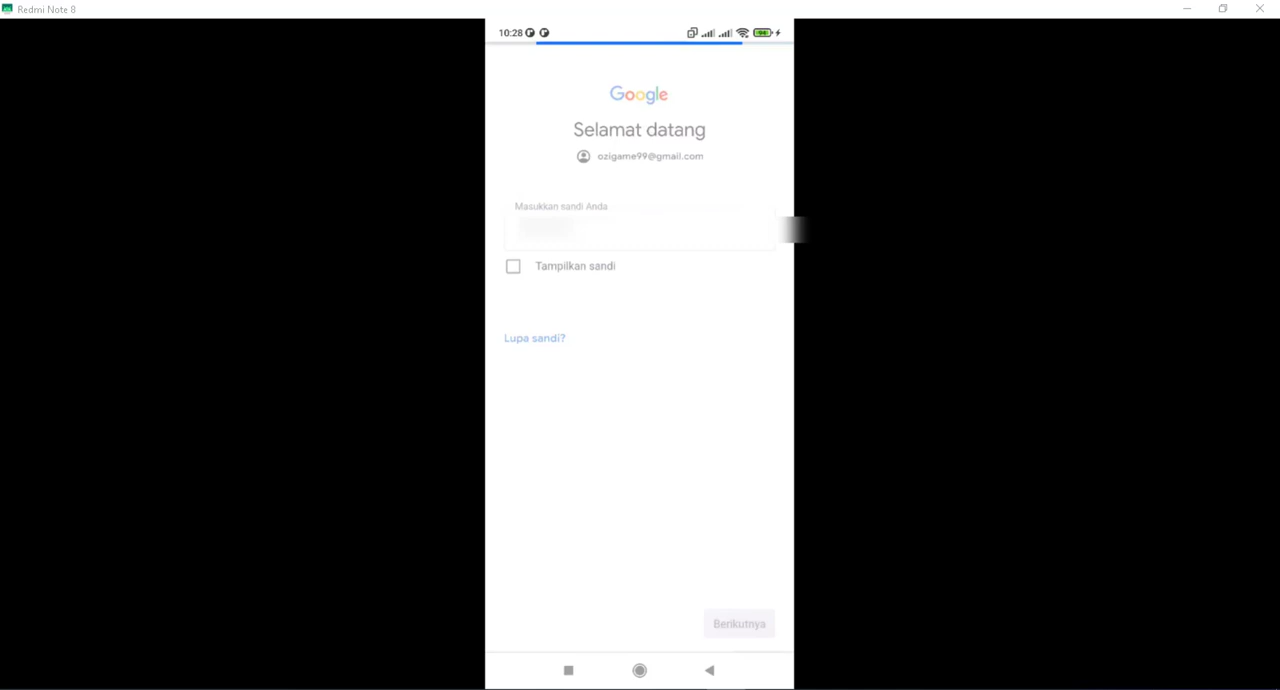 Redmi Note 8
10:28
94
Google
Selamat datang
ozigame99@gmail.com
Masukkan sandi Anda
Tampilkan sandi
Lupa sandi?
Berikutnya